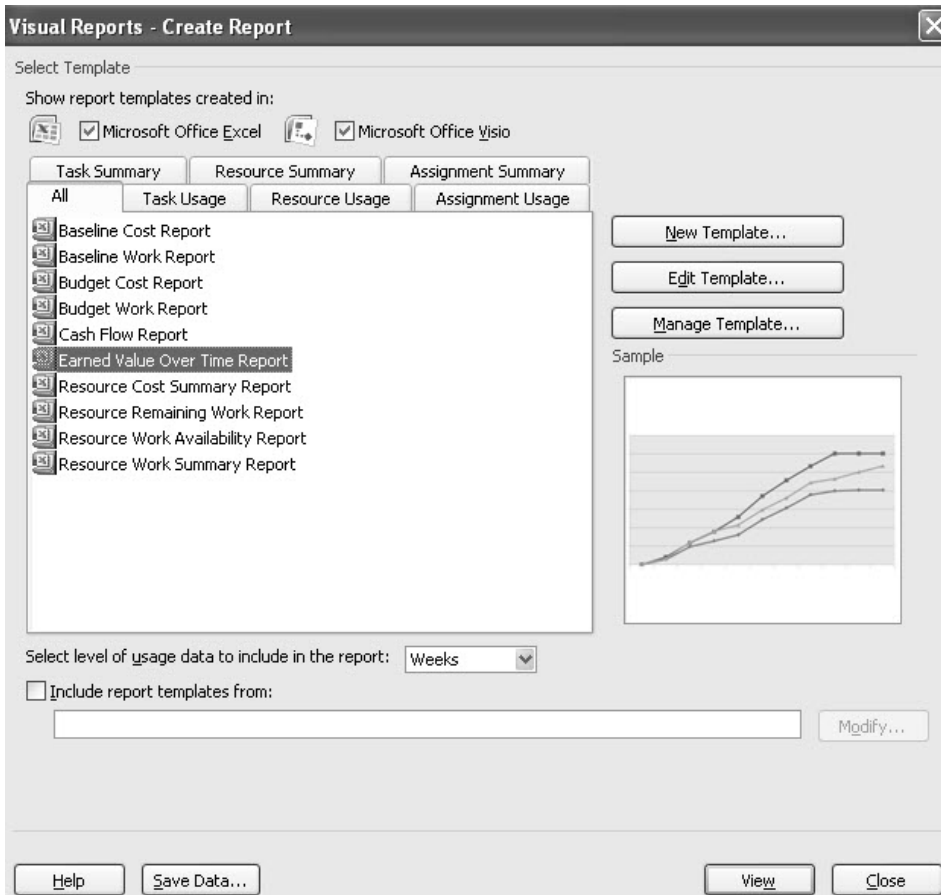 Visual Reports - Create Report
Select Template
Show report templates created in:
Microsoft Office Excel Microsoft Office Visio
Task Summary Resource Summary Assignment Summary
All Task Usage Resource Usage Assignment Usage
Baseline Cost Report
Baseline Work Report
Budget Cost Report
Budget Work Report
Cash Flow Report
Earned Value Over Time Report
Resource Cost Summary Report
Resource Remaining Work Report
Resource Work Availability Report
Resource Work Summary Report
New Template...
Edit Template...
Manage Template...
Sample
Select level of usage data to include in the report: Weeks
Include report templates from:
Modify...
Help Save Data... View Close